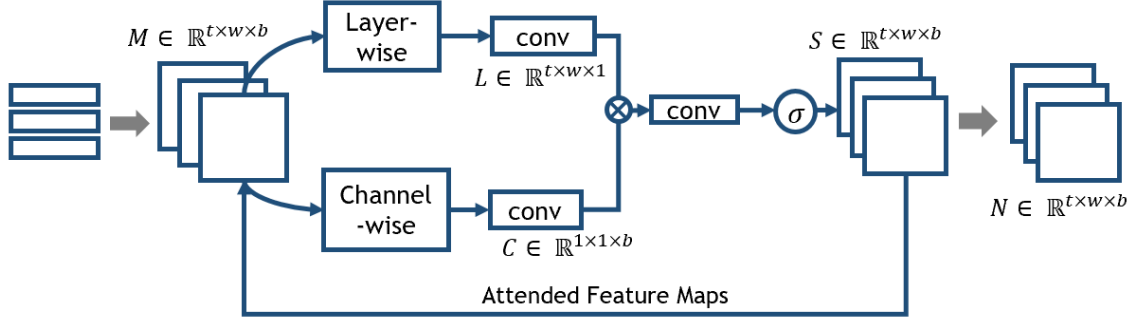 M ∈ ℝ^{t×w×b}
Layer-
wise
conv
L ∈ ℝ^{t×w×1}
S ∈ ℝ^{t×w×b}
⊗
conv
σ
Channel
-wise
conv
C ∈ ℝ^{1×1×b}
N ∈ ℝ^{t×w×b}
Attended Feature Maps